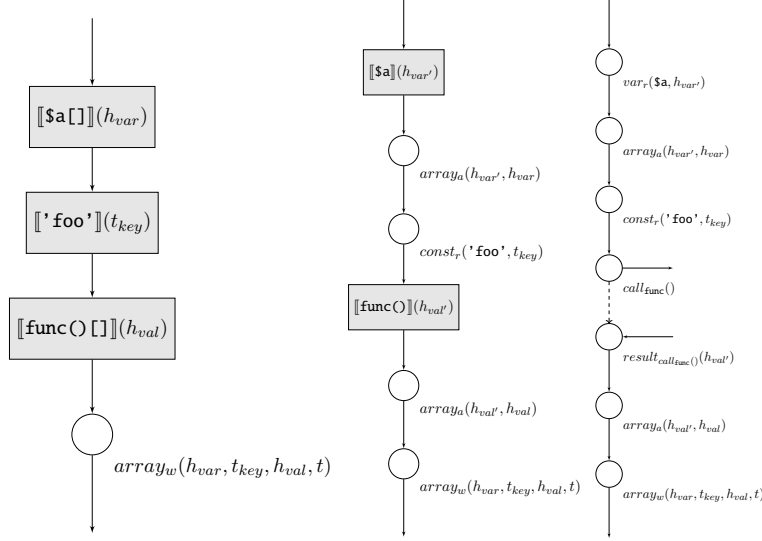 ⟦$a[]⟧(h_var)
⟦'foo'⟧(t_key)
⟦func()[]⟧(h_val)
array_w(h_var, t_key, h_val, t)
⟦$a⟧(h_var′)
array_a(h_var′, h_var)
const_r('foo', t_key)
⟦func()⟧(h_val′)
array_a(h_val′, h_val)
array_w(h_var, t_key, h_val, t)
var_r($a, h_var′)
array_a(h_var′, h_var)
const_r('foo', t_key)
call_func()
result_call_func()(h_val′)
array_a(h_val′, h_val)
array_w(h_var, t_key, h_val, t)